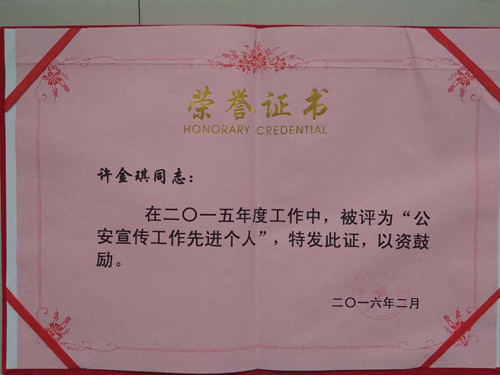 荣誉证书
HONORARY CREDENTIAL
许金琪同志：
在二〇一五年度工作中，被评为“公
安宣传工作先进个人”，特发此证，以资鼓
励。
二〇一六年二月